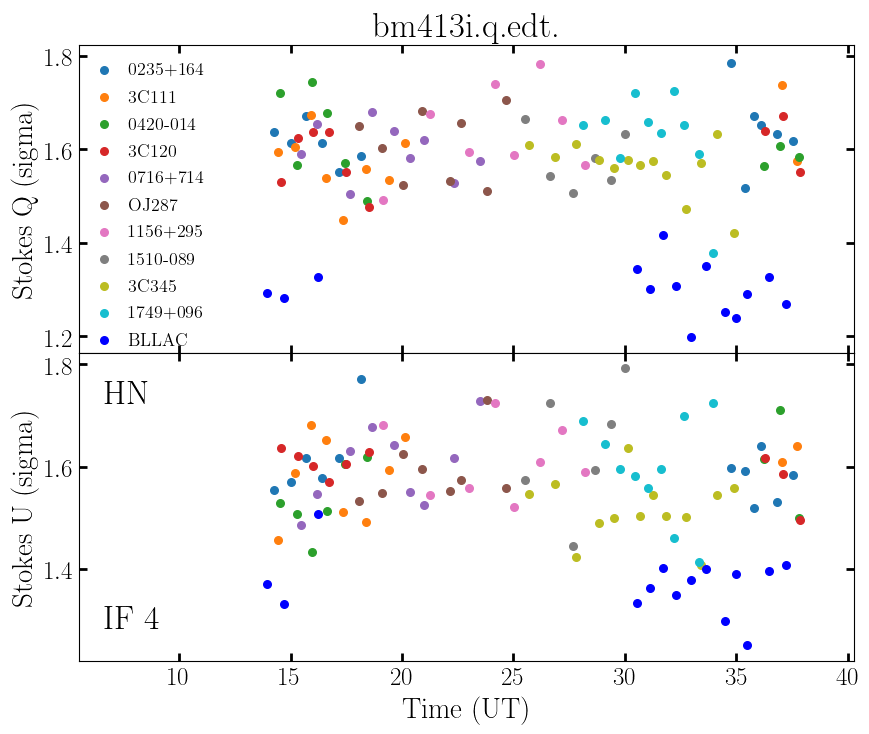 bm413i.q.edt.
1.8
1.6
1.4
1.2
Stokes Q (sigma)
0235+164
3C111
0420-014
3C120
0716+714
OJ287
1156+295
1510-089
3C345
1749+096
BLLAC
1.8
1.6
1.4
Stokes U (sigma)
HN
IF 4
10 15 20 25 30 35 40
Time (UT)